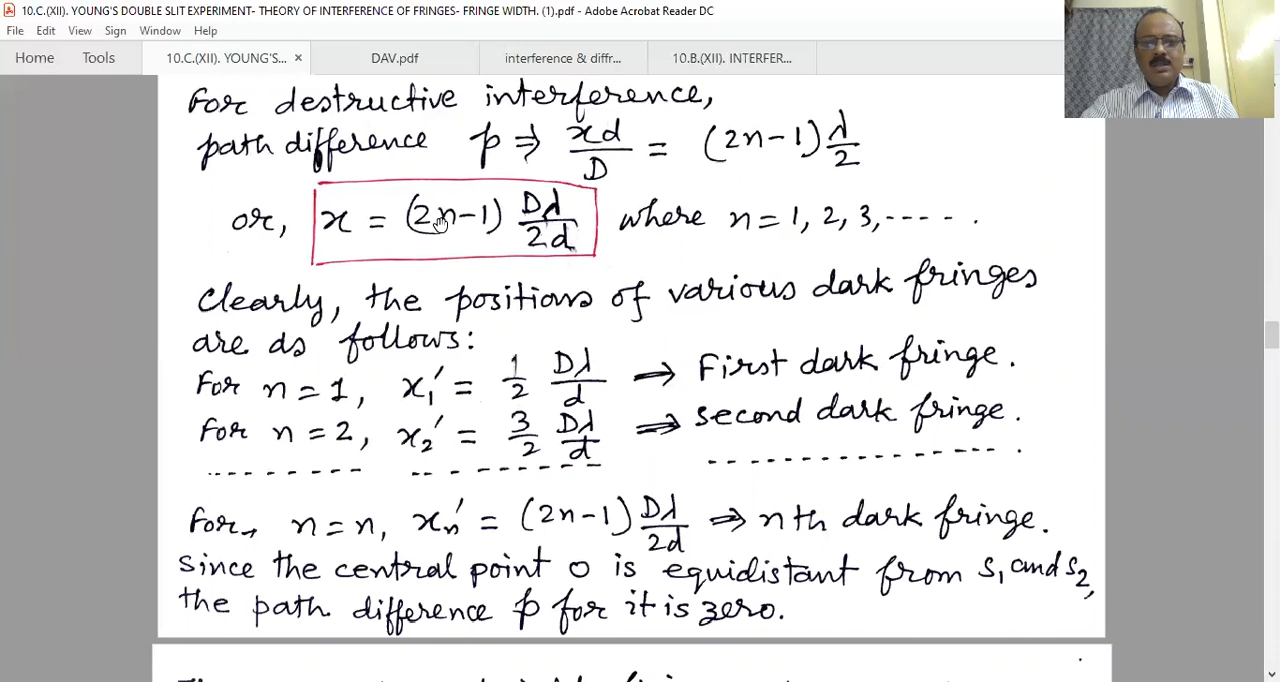 10.C.(XII). YOUNG'S DOUBLE SLIT EXPERIMENT- THEORY OF INTERFERENCE OF FRINGES- FRINGE WIDTH. (1).pdf - Adobe Acrobat Reader DC
File Edit View Sign Window Help
Home Tools 10.C.(XII). YOUNG'S... × DAV.pdf interference & diffr... 10.B.(XII). INTERFER...
For destructive interference,
path difference p ⇒ xd/D = (2n-1) λ/2
or, x = (2n-1) Dλ/2d where n = 1, 2, 3, -----.
Clearly, the positions of various dark fringes
are as follows:
For n = 1, x₁' = 1/2 Dλ/d → First dark fringe.
For n = 2, x₂' = 3/2 Dλ/d ⇒ second dark fringe.
For, n = n, xₙ' = (2n-1) Dλ/2d ⇒ nth dark fringe.
Since the central point O is equidistant from S₁ and S₂,
the path difference p for it is zero.